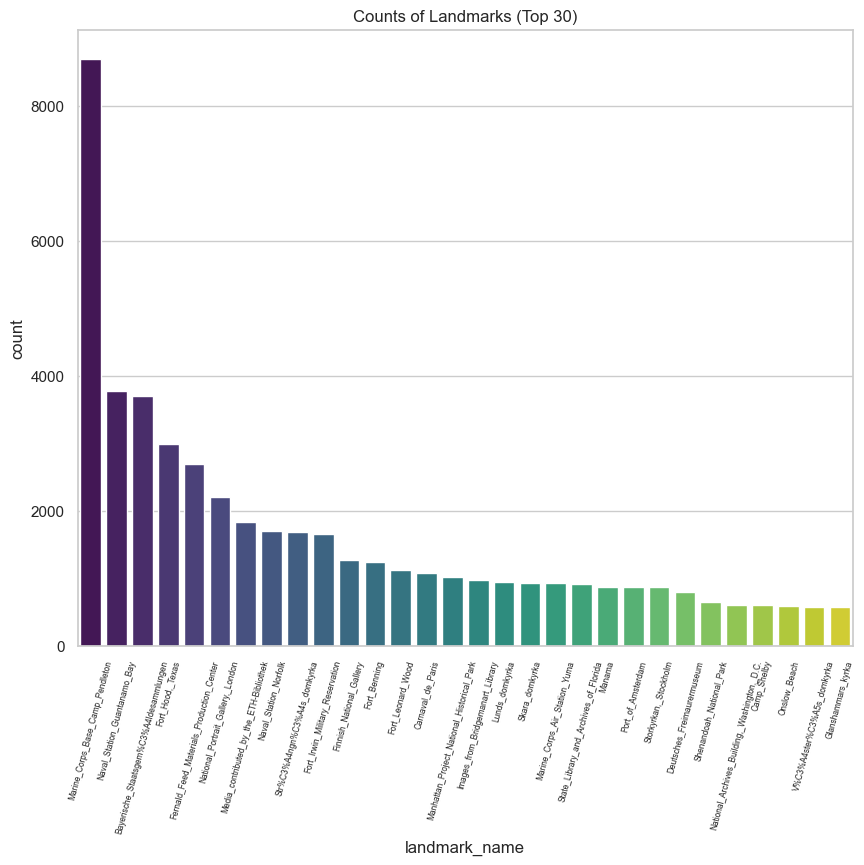 Counts of Landmarks (Top 30)
count
8000
6000
4000
2000
0
Marine_Corps_Base_Camp_Pendleton
Naval_Station_Guantanamo_Bay
Bayerische_Staatsgem%C3%A4ldesammlungen
Fort_Hood,_Texas
Fernald_Feed_Materials_Production_Center
National_Portrait_Gallery,_London
Media_contributed_by_the_ETH-Bibliothek
Naval_Station_Norfolk
Str%C3%A4ngn%C3%A4s_domkyrka
Fort_Irwin_Military_Reservation
Finnish_National_Gallery
Fort_Benning
Fort_Leonard_Wood
Carnaval_de_Paris
Manhattan_Project_National_Historical_Park
Images_from_Bridgemanart_Library
Lunds_domkyrka
Skara_domkyrka
Marine_Corps_Air_Station_Yuma
State_Library_and_Archives_of_Florida
Manama
Port_of_Amsterdam
Storkyrkan,_Stockholm
Deutsches_Freimaurermuseum
Shenandoah_National_Park
National_Archives_Building,_Washington,_D.C.
Camp_Shelby
Onslow_Beach
V%C3%A4ster%C3%A5s_domkyrka
Glanshammars_kyrka
landmark_name